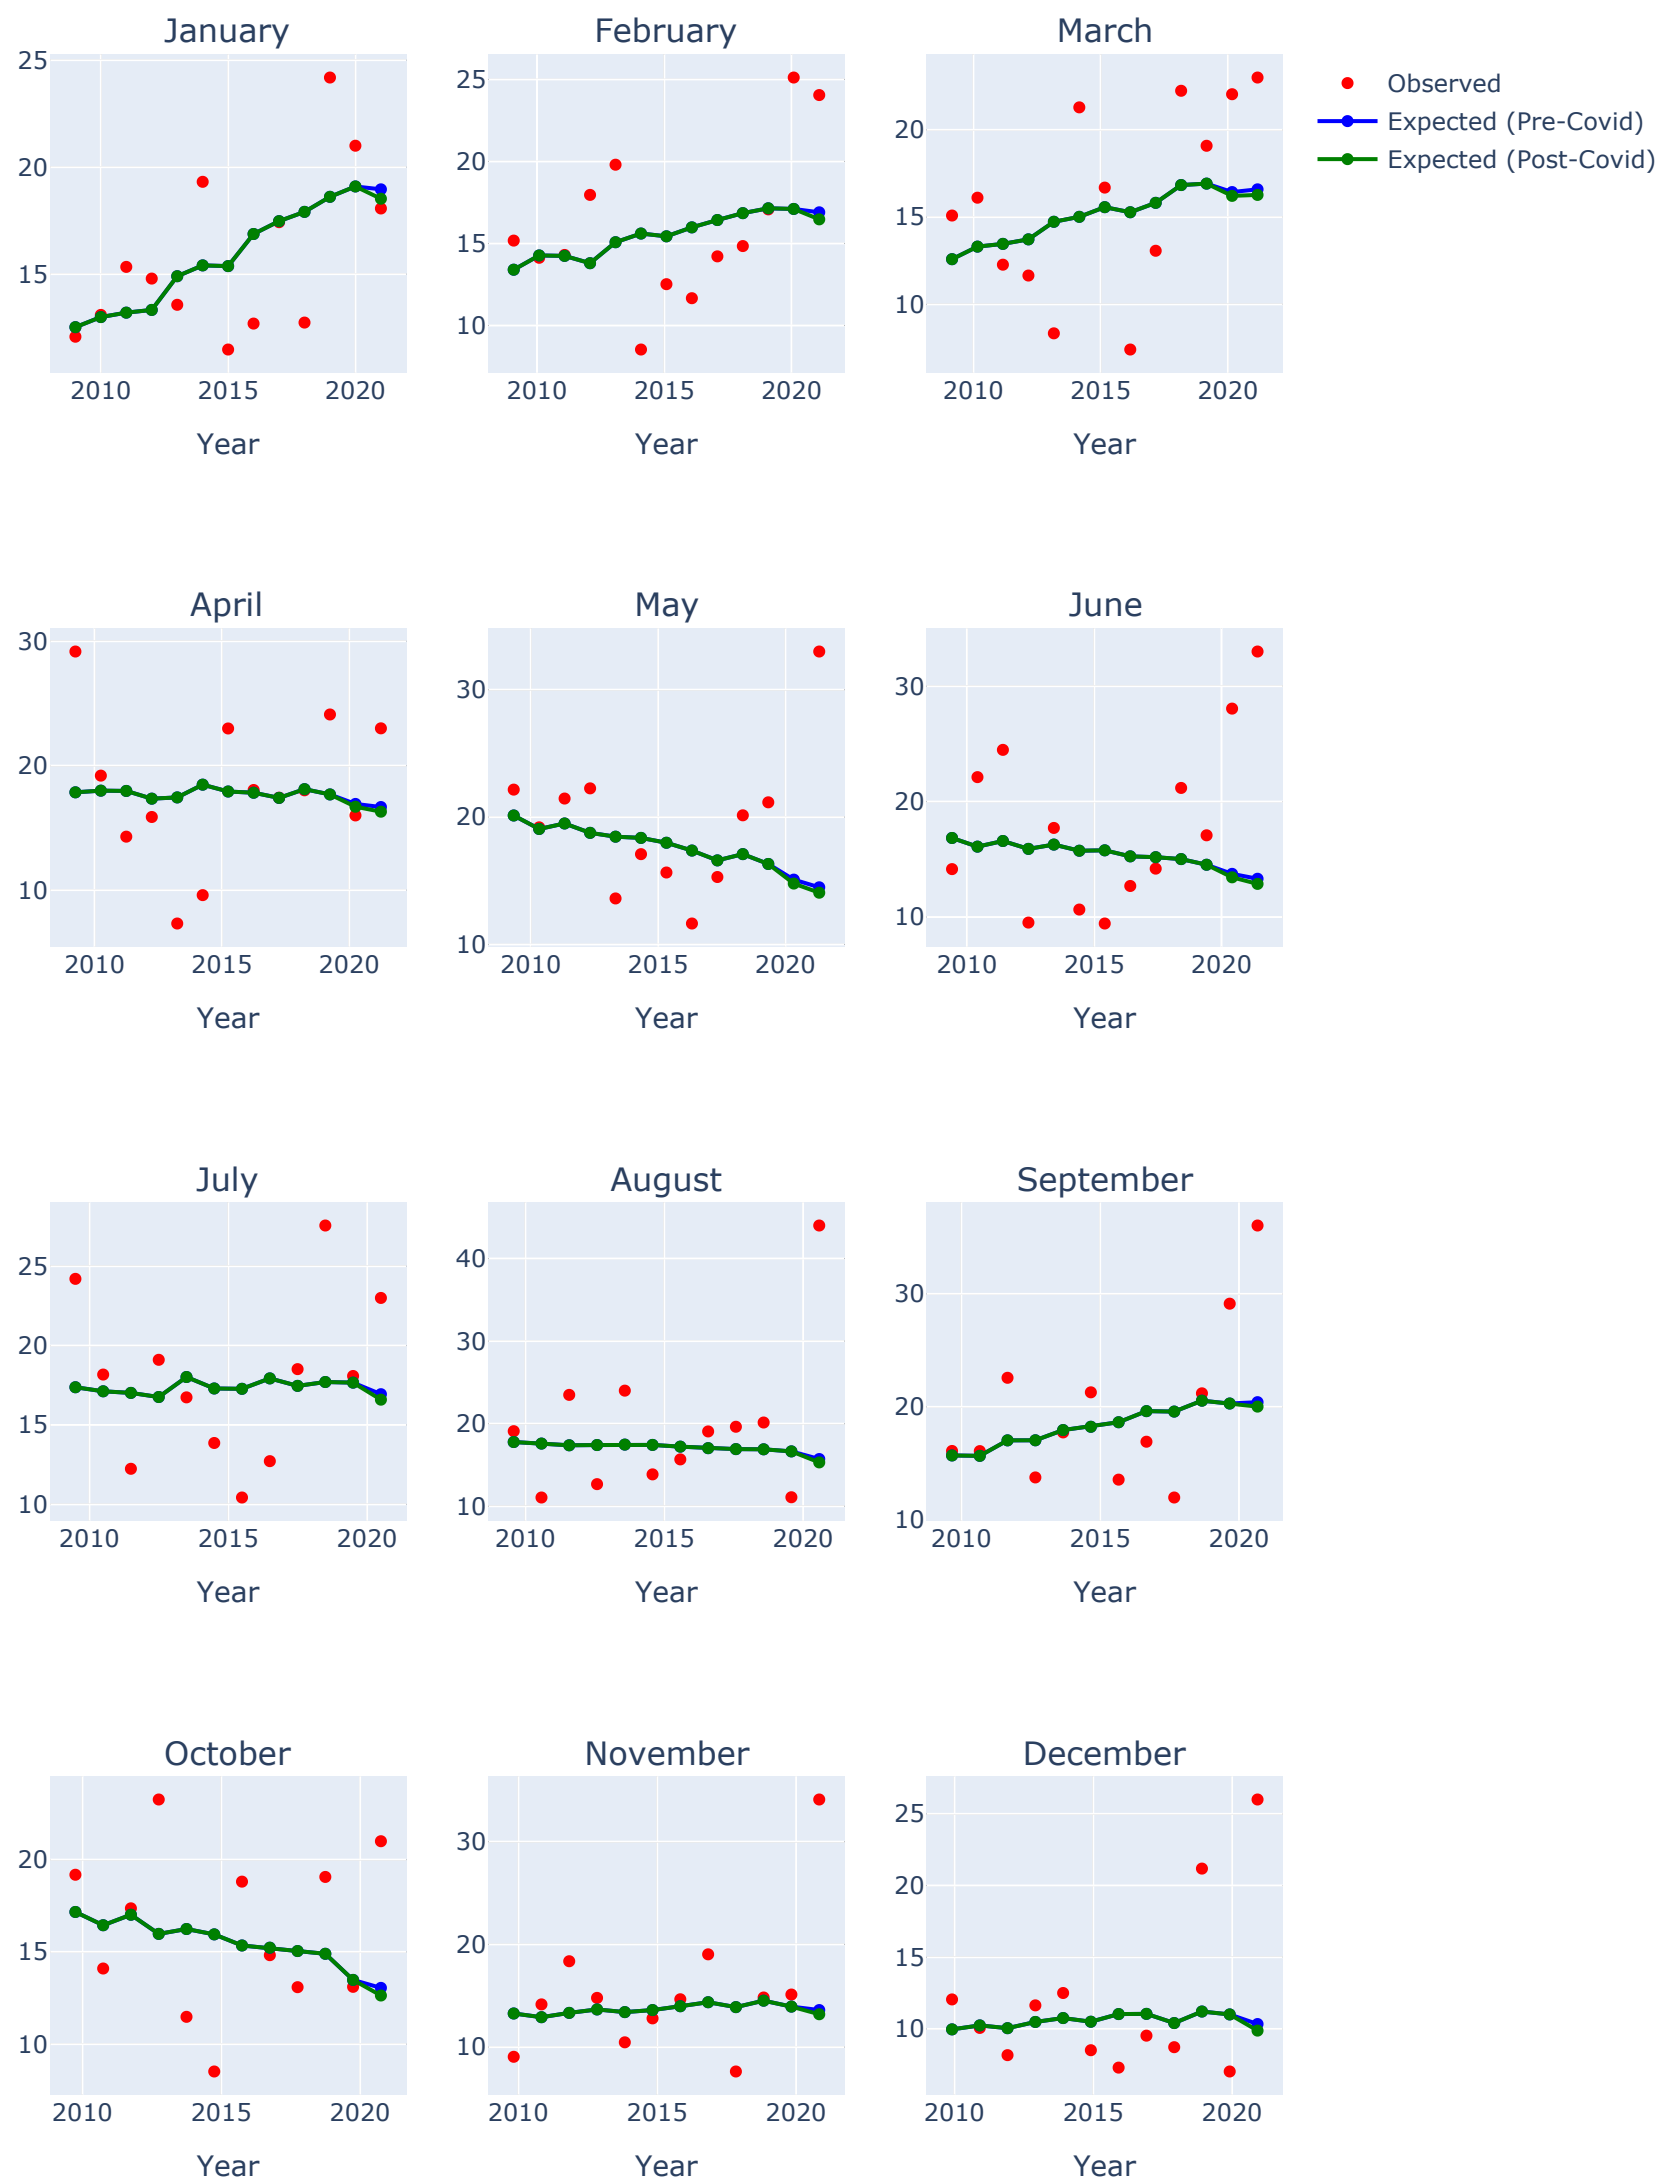 January
25
20
15
2010 2015 2020
Year
February
25
20
15
10
2010 2015 2020
Year
March
20
15
10
2010 2015 2020
Year
Observed
Expected (Pre-Covid)
Expected (Post-Covid)
April
30
20
10
2010 2015 2020
Year
May
30
20
10
2010 2015 2020
Year
June
30
20
10
2010 2015 2020
Year
July
25
20
15
10
2010 2015 2020
Year
August
40
30
20
10
2010 2015 2020
Year
September
30
20
10
2010 2015 2020
Year
October
20
15
10
2010 2015 2020
Year
November
30
20
10
2010 2015 2020
Year
December
25
20
15
10
2010 2015 2020
Year